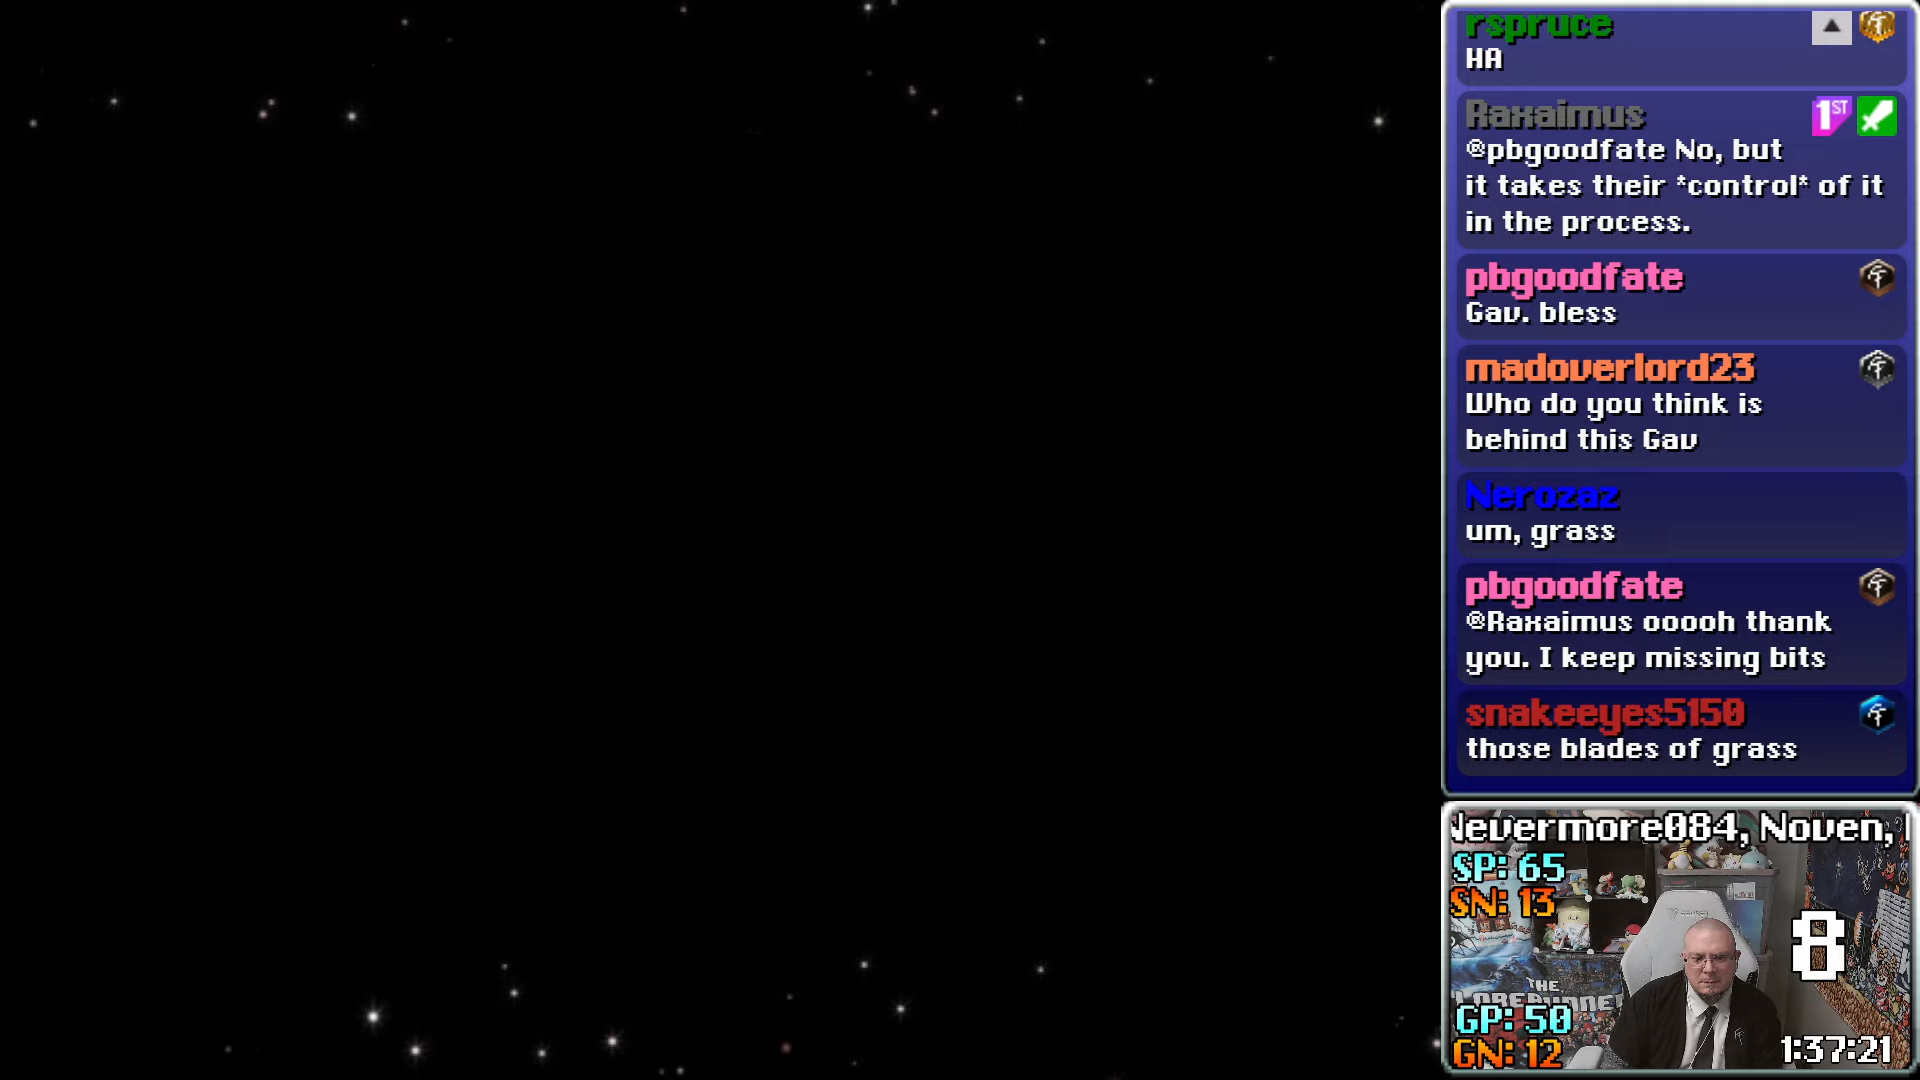 rspruce
HA
Raxaimus
1ST
@pbgoodfate No, but
it takes their *control* of it
in the process.
pbgoodfate
Gav. bless
madoverlord23
Who do you think is
behind this Gav
Nerozaz
um, grass
pbgoodfate
@Raxaimus ooooh thank
you. I keep missing bits
snakeeyes5150
those blades of grass
Nevermore084, Noven,
SP: 65
SN: 13
8
THE
LORERUNNER
GP: 50
GN: 12
1:37:21